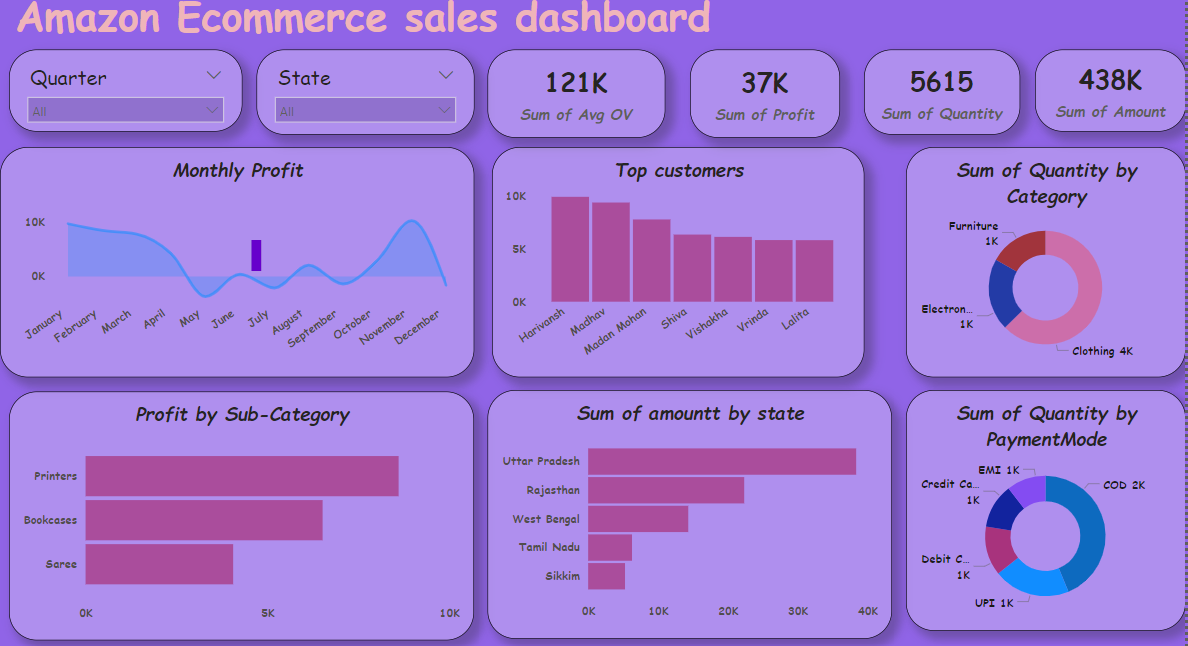 Amazon Ecommerce sales dashboard
Quarter
All
State
All
121K
Sum of Avg OV
37K
Sum of Profit
5615
Sum of Quantity
438K
Sum of Amount
Monthly Profit
10K
0K
January
February
March
April
May
June
July
August
September
October
November
December
Top customers
10K
5K
0K
Harivansh
Madhav
Madan Mohan
Shiva
Vishakha
Vrinda
Lalita
Sum of Quantity by
Category
Furniture
1K
Electron...
1K
Clothing 4K
Profit by Sub-Category
Printers
Bookcases
Saree
0K
5K
10K
Sum of amountt by state
Uttar Pradesh
Rajasthan
West Bengal
Tamil Nadu
Sikkim
0K
10K
20K
30K
40K
Sum of Quantity by
PaymentMode
EMI 1K
COD 2K
Credit Ca...
1K
Debit C...
1K
UPI 1K